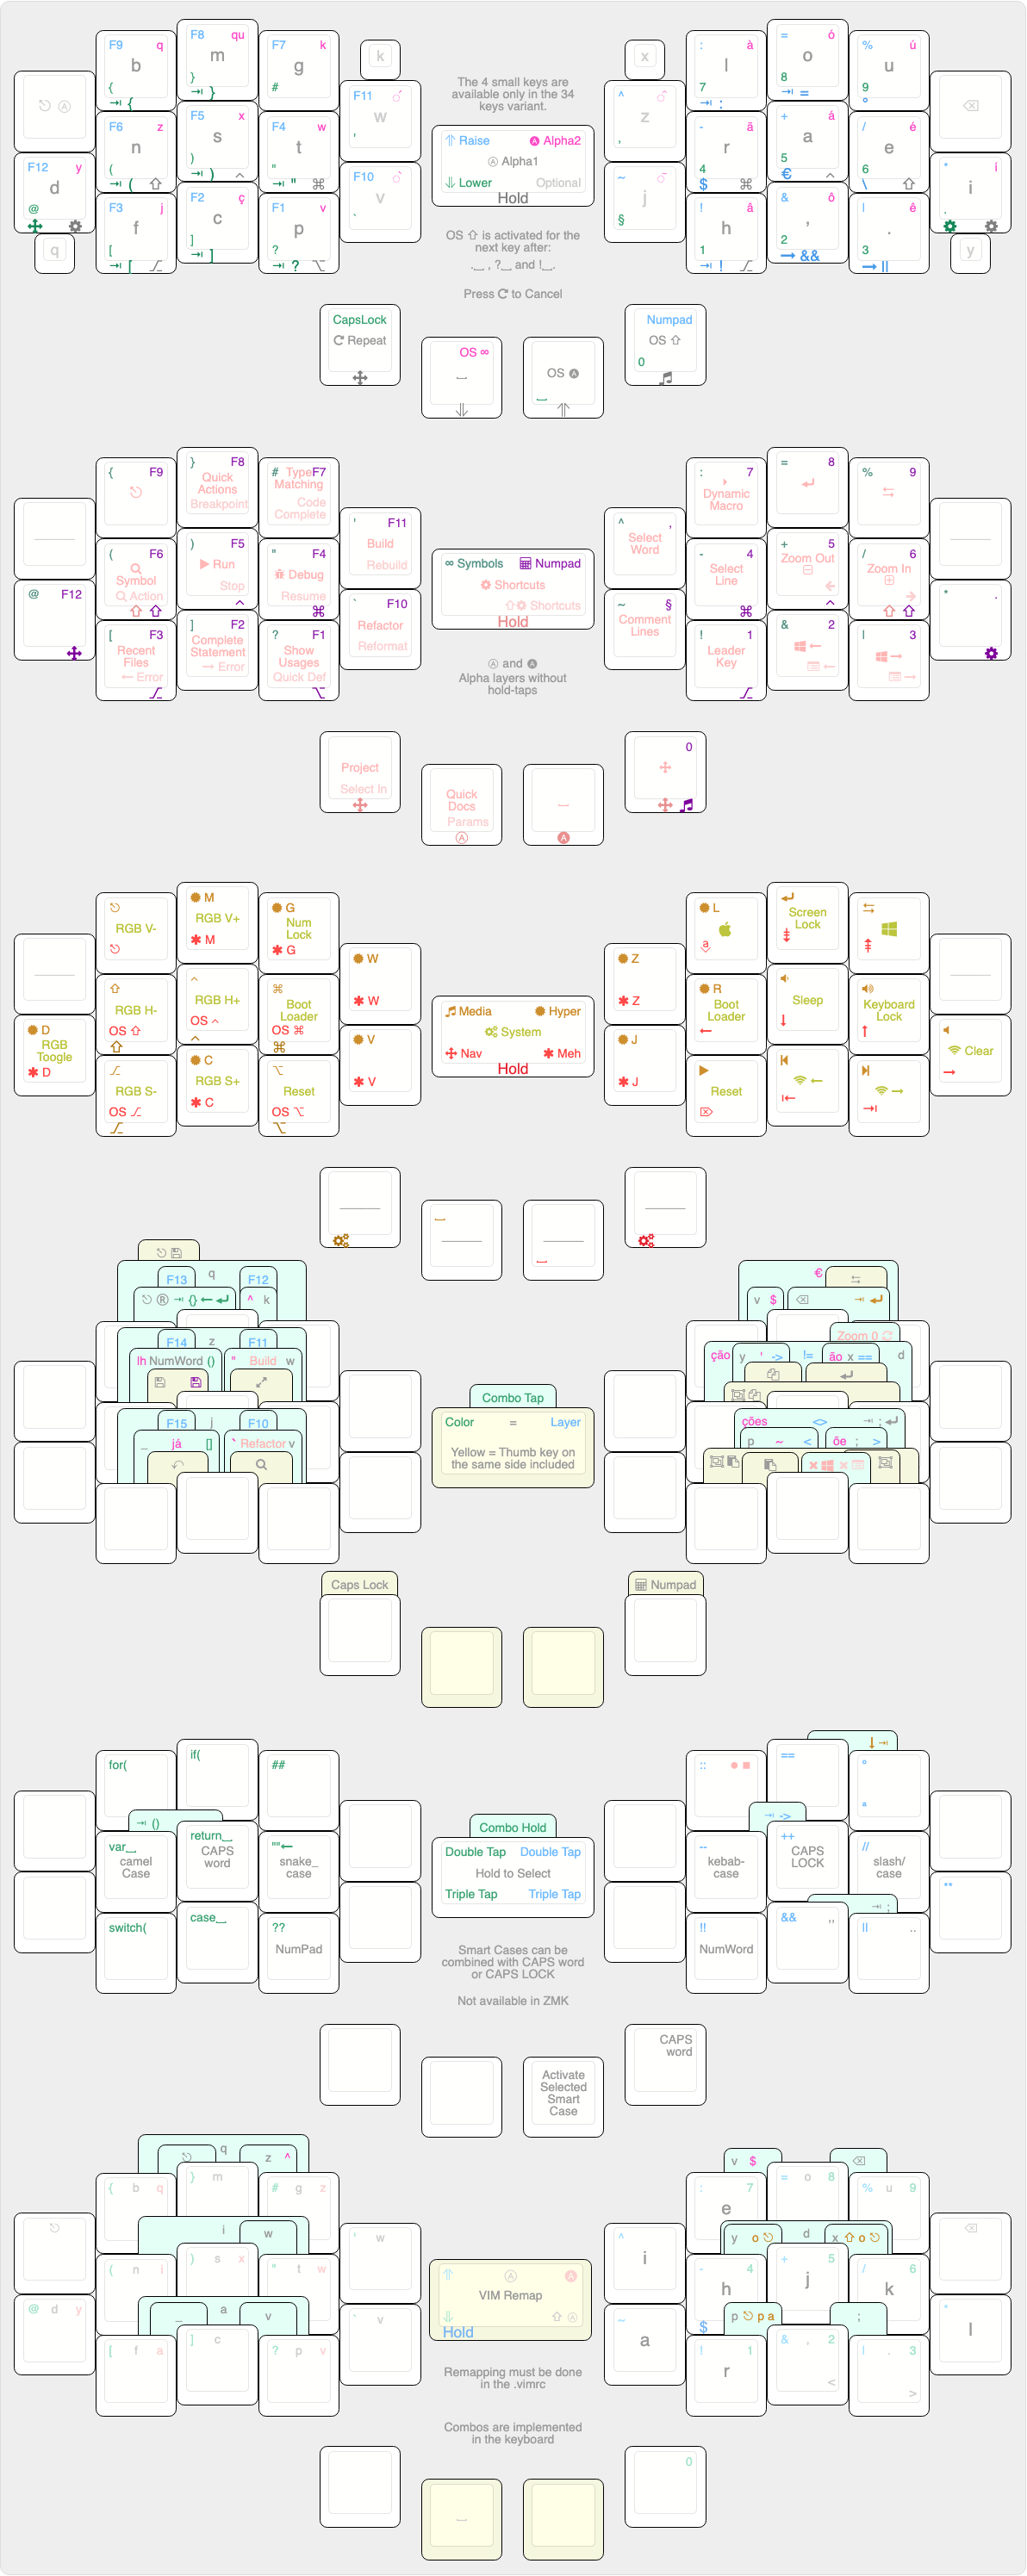 F9 q
b
{
⇥ {
F8 qu
m
}
⇥ }
F7 k
g
#
k
Ⓐ
F6 z
n
(
⇥ (
F5 x
s
)
⇥ )
F4 w
t
"
⇥ "
F11
w
'
F12 y
d
@
F3 j
f
[
⇥ [
F2 ç
c
]
⇥ ]
F1 v
p
?
⇥ ?
F10
v
`
q
The 4 small keys are
available only in the 34
keys variant.
Raise Alpha2
Alpha1
Lower Optional
Hold
OS ⇧ is activated for the
next key after:
.⎵ , ?⎵ and !⎵.
Press to Cancel
x
: à
l
7
⇥ :
= ó
o
8
⇥ =
% ú
u
9
°
^
z
,
- ã
r
4
$
+ á
a
5
€
/ é
e
6
\
* i
i
.
~
j
§
! â
h
1
⇥ !
& ô
,
2
→ &&
| ê
.
3
→ ||
y
CapsLock
Repeat
OS ∞
OS
Numpad
OS ⇧
0
{ F9
} F8
Quick
Actions
Breakpoint
# Type F7
Matching
Code
Complete
( F6
Symbol
Action
) F5
Run
Stop
" F4
Debug
Resume
' F11
Build
Rebuild
@ F12
[ F3
Recent
Files
← Error
] F2
Complete
Statement
→ Error
? F1
Show
Usages
Quick Def
` F10
Refactor
Reformat
∞ Symbols Numpad
Shortcuts
Shortcuts
Hold
Ⓐ and 🅐
Alpha layers without
hold-taps
: 7
Dynamic
Macro
= 8
% 9
^ ,
Select
Word
- 4
Select
Line
+ 5
Zoom Out
/ 6
Zoom In
* .
~ §
Comment
Lines
! 1
Leader
Key
& 2
| 3
Project
Select In
Quick
Docs
Params
0
RGB V-
M
RGB V+
M
G
Num
Lock
G
RGB H-
OS ⇧
RGB H+
OS ^
Boot
Loader
OS ⌘
W
W
D
RGB
Toogle
D
RGB S-
OS ⌥
C
RGB S+
C
Reset
OS ⌥
V
V
Media Hyper
System
Nav Meh
Hold
L
a
Screen
Lock
Z
Z
R
Boot
Loader
Sleep
Keyboard
Lock
Clear
J
J
Reset
q
F13 F12
® ⇥ {} ← ^ k
z
F14 F11
lh NumWord () " Build w
j
F15 F10
_ já [] ` Refactor v
Combo Tap
Color = Layer
Yellow = Thumb key on
the same side included
€
v $
Zoom 0
ção y ' -> != ão x == d
ções <> ;
p ~ < õe ; >
Caps Lock
Numpad
for(
if(
##
⇥ ()
var⎵
camel
Case
return⎵
CAPS
word
""←
snake_
case
switch(
case⎵
??
NumPad
Combo Hold
Double Tap Double Tap
Hold to Select
Triple Tap Triple Tap
Smart Cases can be
combined with CAPS word
or CAPS LOCK
Not available in ZMK
::
==
º
ª
⇥ ->
--
kebab-
case
++
CAPS
LOCK
//
slash/
case
**
⇥ ;
!!
NumWord
&& ,,
|| ..
Activate
Selected
Smart
Case
CAPS
word
q
z ^
{ b q
} m
# g z
i
w
( n i
) s x
" t w
' w
@ d y
_ a v
[ f a
] c
? p v
` v
VIM Remap
Hold
Remapping must be done
in the .vimrc
Combos are implemented
in the keyboard
v $
: 7
e
= o 8
% u 9
y o d x o
^
i
- 4
h
$
+ 5
j
/ 6
k
*
l
p p a ;
~
a
! 1
r
& , 2
<
| . 3
>
0